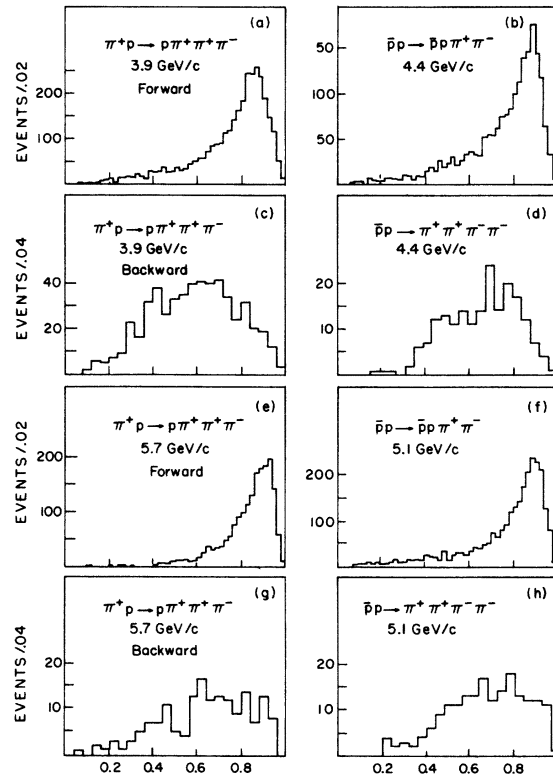 (a)
π⁺p → pπ⁺π⁺π⁻
3.9 GeV/c
Forward
EVENTS/.02
200
100
(b)
p̄p → p̄pπ⁺π⁻
4.4 GeV/c
50
100
50
(c)
π⁺p → pπ⁺π⁺π⁻
3.9 GeV/c
Backward
EVENTS/.04
40
20
(d)
p̄p → π⁺π⁺π⁻π⁻
4.4 GeV/c
20
10
(e)
π⁺p → pπ⁺π⁺π⁻
5.7 GeV/c
Forward
EVENTS/.02
200
100
(f)
p̄p → p̄pπ⁺π⁻
5.1 GeV/c
200
100
(g)
π⁺p → pπ⁺π⁺π⁻
5.7 GeV/c
Backward
EVENTS/.04
20
10
0.2 0.4 0.6 0.8
(h)
p̄p → π⁺π⁺π⁻π⁻
5.1 GeV/c
20
10
0.2 0.4 0.6 0.8